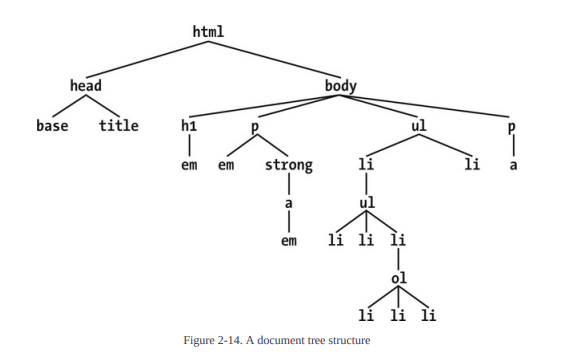 html
head body
base title h1 p ul p
em em strong li li a
a ul
em li li li
ol
li li li
Figure 2-14. A document tree structure